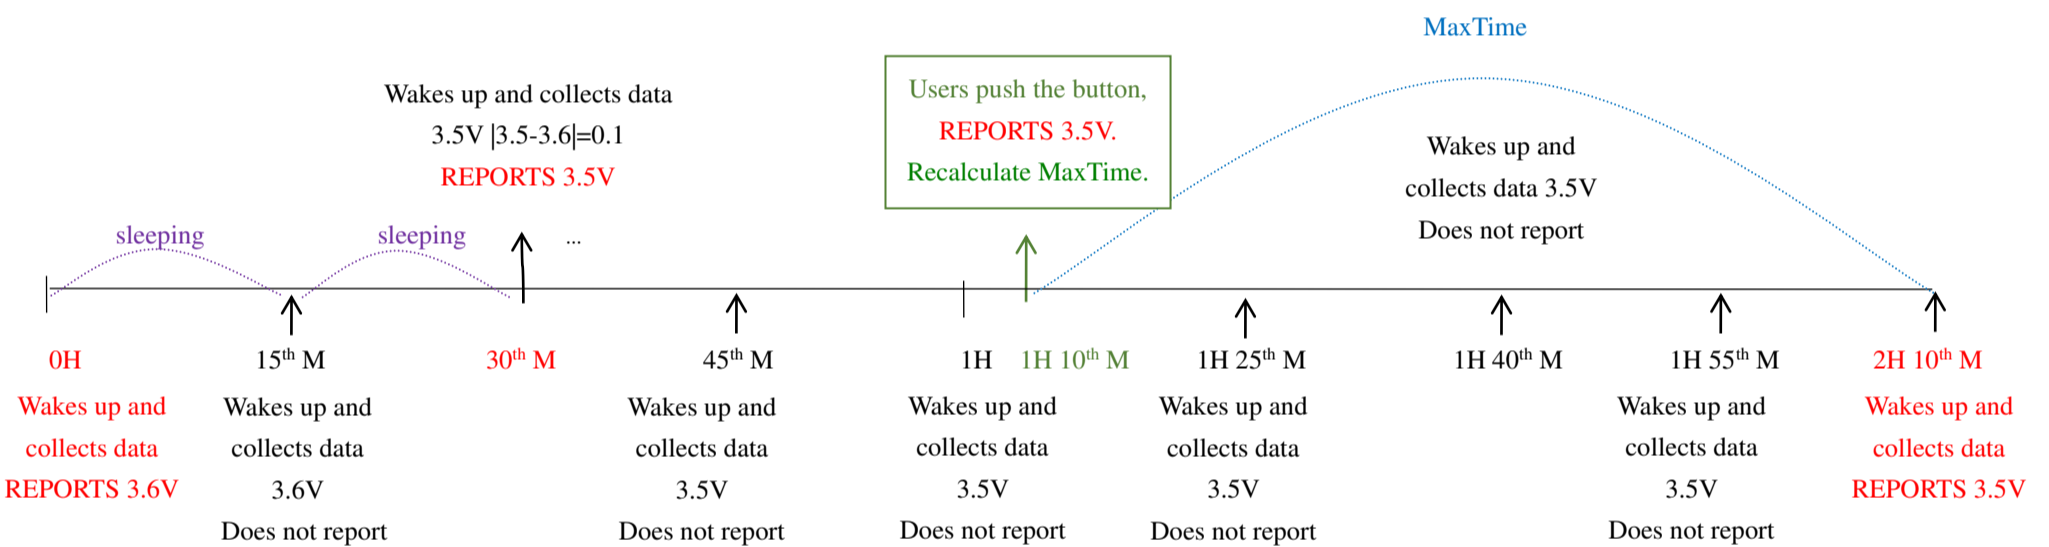 MaxTime
Wakes up and collects data
3.5V |3.5-3.6|=0.1
REPORTS 3.5V
Users push the button,
REPORTS 3.5V.
Recalculate MaxTime.
Wakes up and
collects data 3.5V
Does not report
sleeping
sleeping
...
0H
Wakes up and
collects data
REPORTS 3.6V
15th M
Wakes up and
collects data
3.6V
Does not report
30th M
45th M
Wakes up and
collects data
3.5V
Does not report
1H
Wakes up and
collects data
3.5V
Does not report
1H 10th M
1H 25th M
Wakes up and
collects data
3.5V
Does not report
1H 40th M
1H 55th M
Wakes up and
collects data
3.5V
Does not report
2H 10th M
Wakes up and
collects data
REPORTS 3.5V